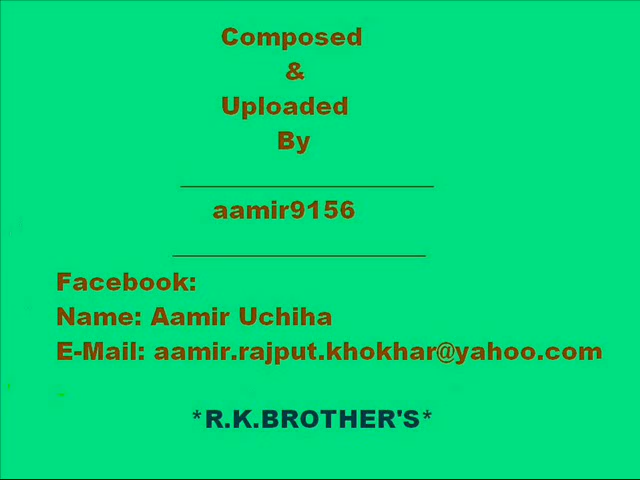 Composed
&
Uploaded
By
aamir9156
Facebook:
Name: Aamir Uchiha
E-Mail: aamir.rajput.khokhar@yahoo.com
*R.K.BROTHER'S*